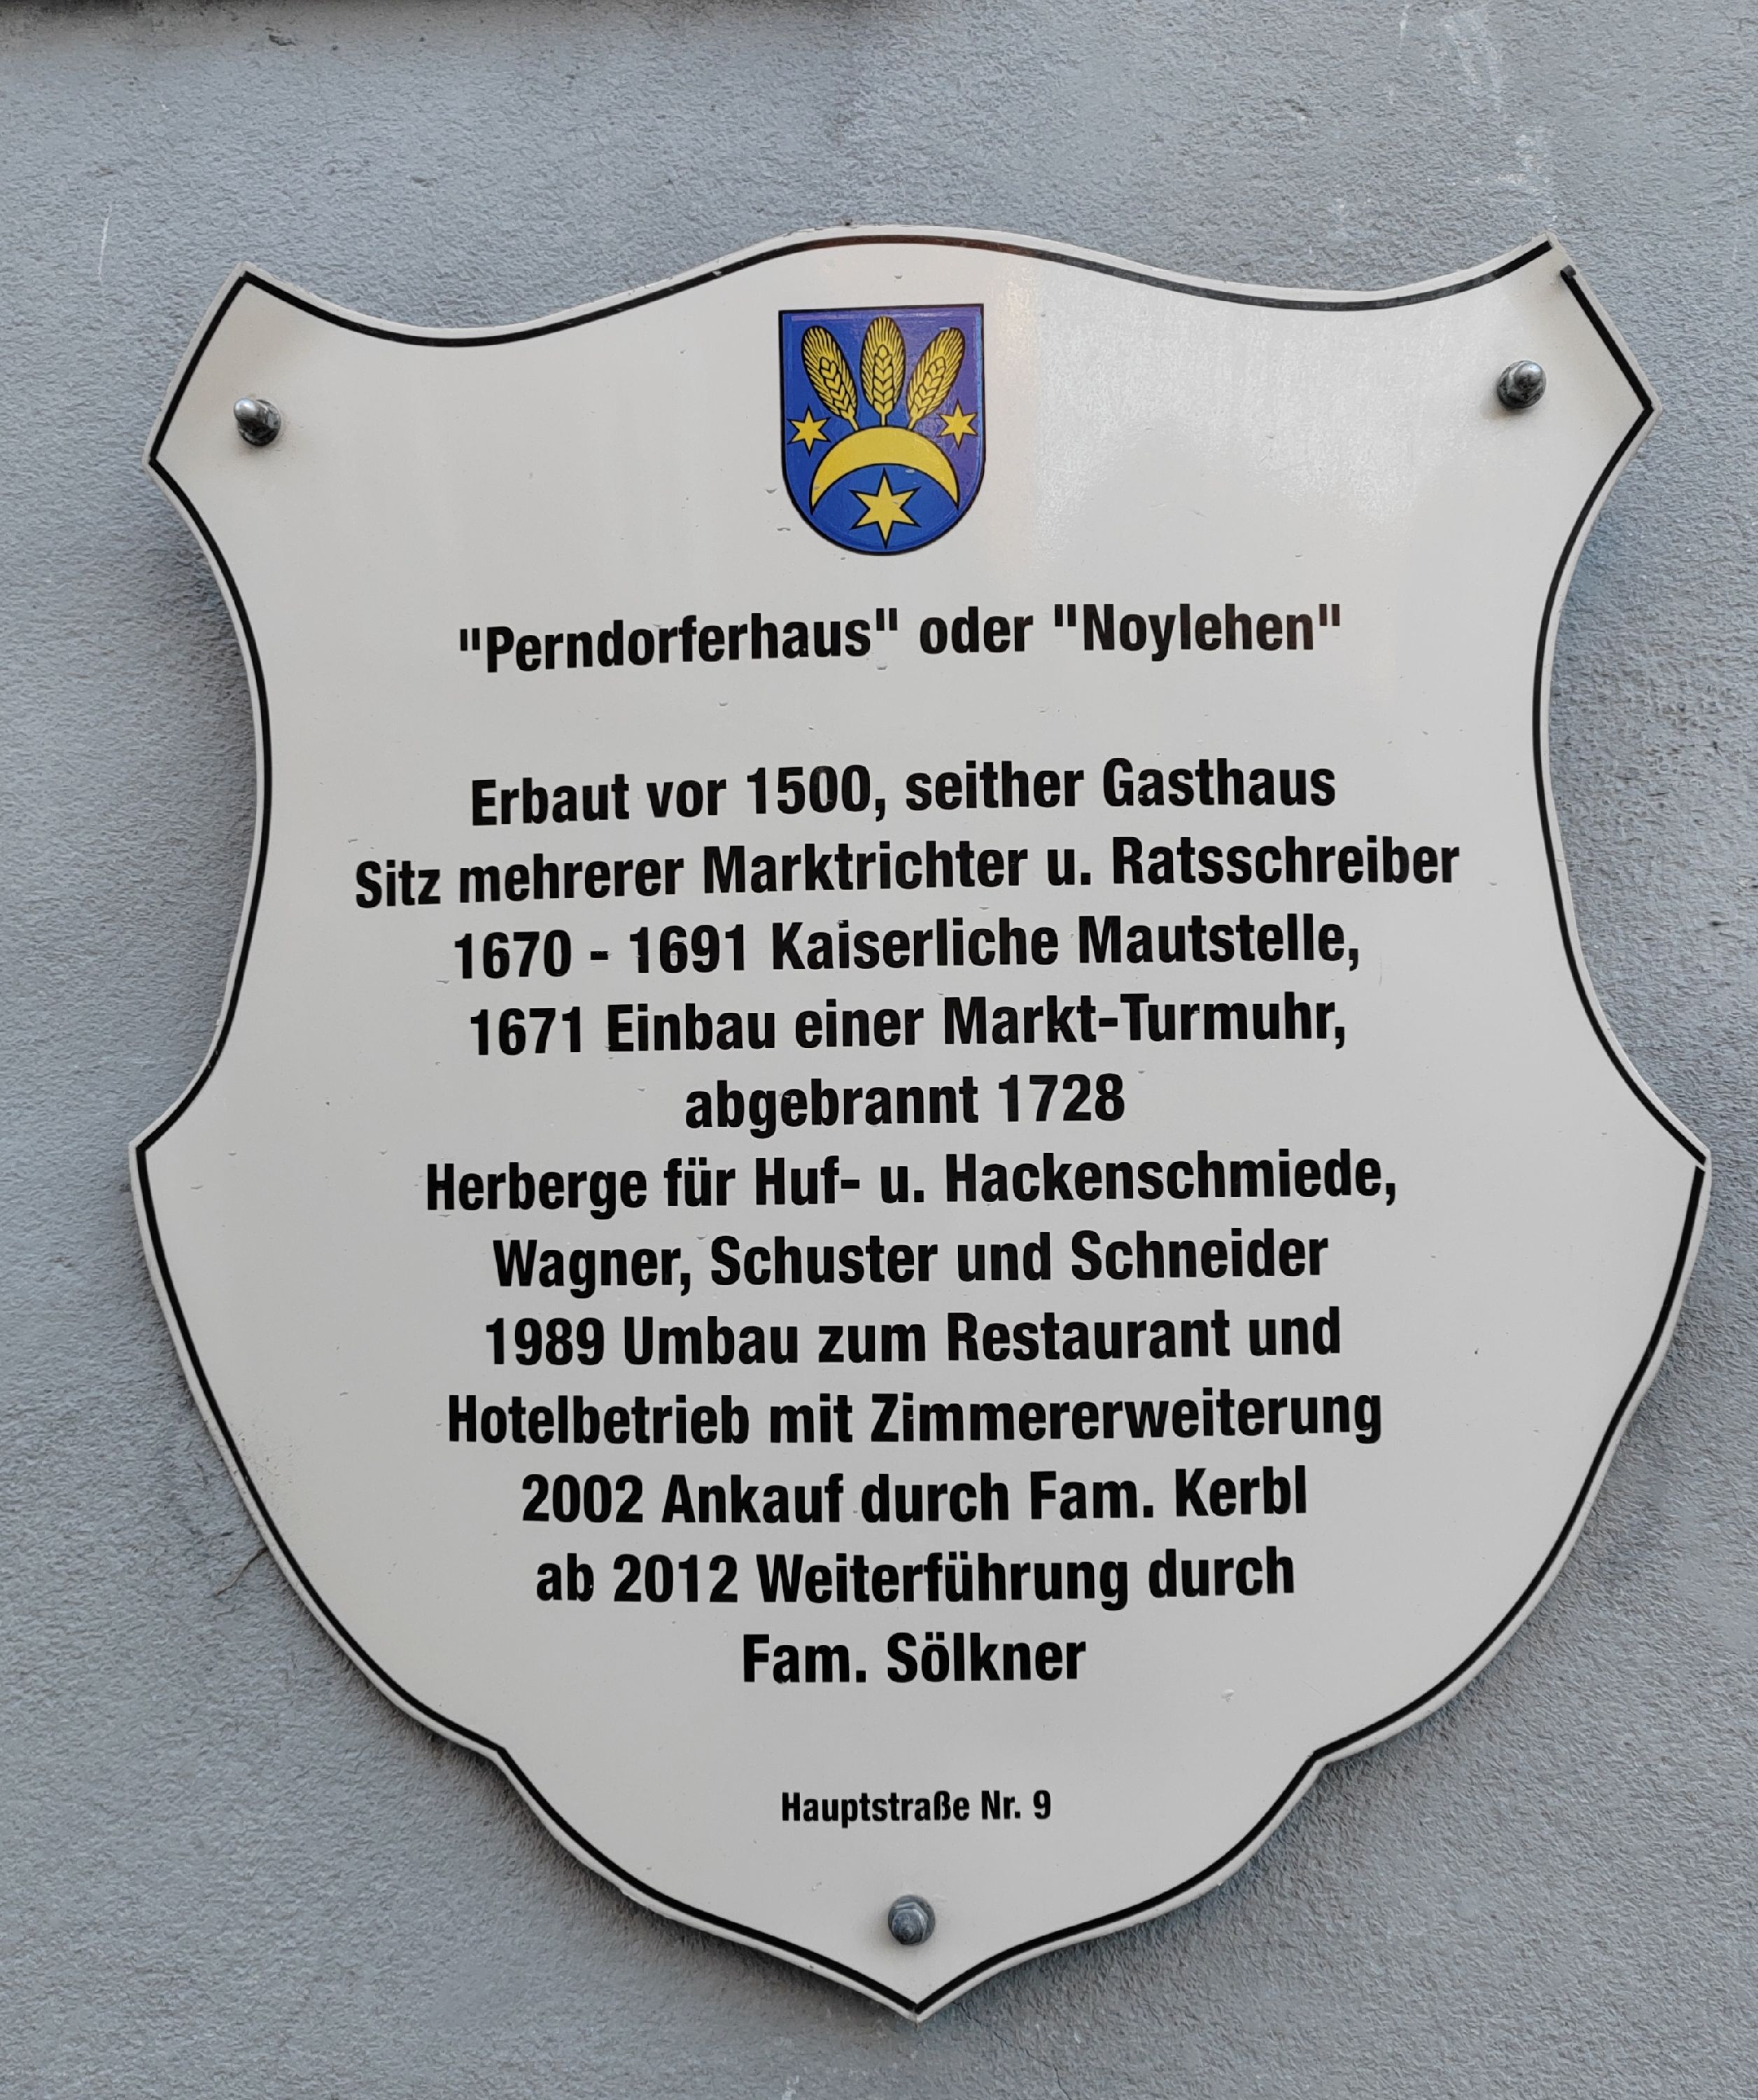 "Perndorferhaus" oder "Noylehen"
Erbaut vor 1500, seither Gasthaus
Sitz mehrerer Marktrichter u. Ratsschreiber
1670 - 1691 Kaiserliche Mautstelle,
1671 Einbau einer Markt-Turmuhr,
abgebrannt 1728
Herberge für Huf- u. Hackenschmiede,
Wagner, Schuster und Schneider
1989 Umbau zum Restaurant und
Hotelbetrieb mit Zimmererweiterung
2002 Ankauf durch Fam. Kerbl
ab 2012 Weiterführung durch
Fam. Sölkner
Hauptstraße Nr. 9